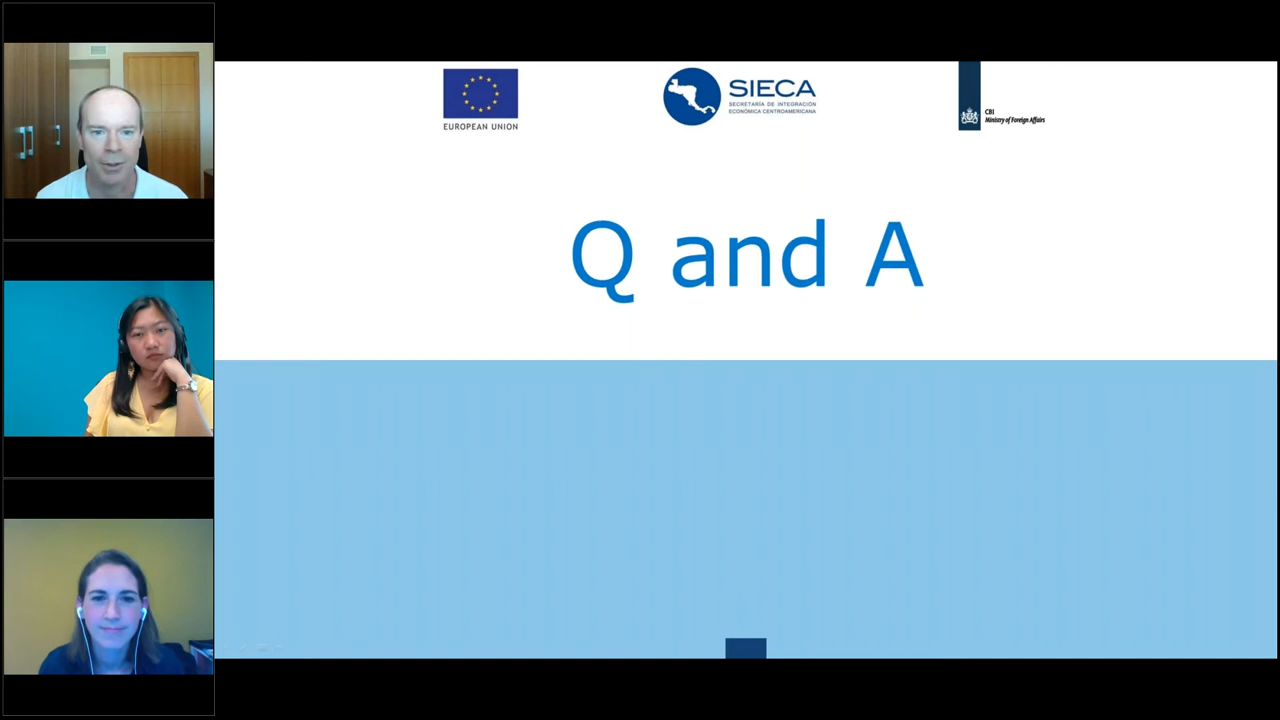 EUROPEAN UNION
SIECA
SECRETARÍA DE INTEGRACIÓN
ECONÓMICA CENTROAMERICANA
CBI
Ministry of Foreign Affairs
Q and A